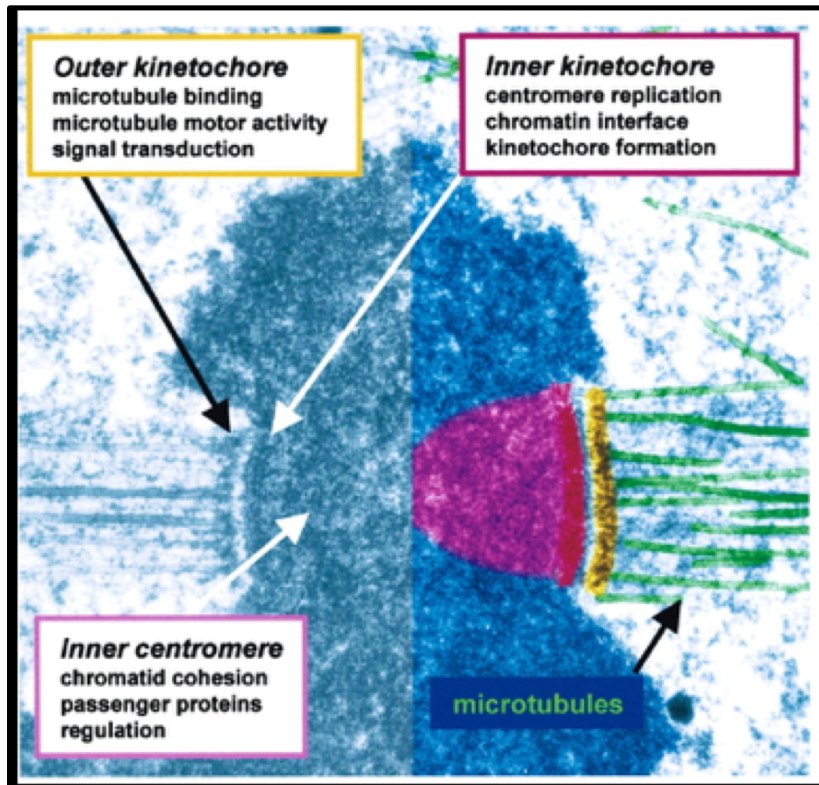 Outer kinetochore
microtubule binding
microtubule motor activity
signal transduction
Inner kinetochore
centromere replication
chromatin interface
kinetochore formation
Inner centromere
chromatid cohesion
passenger proteins
regulation
microtubules